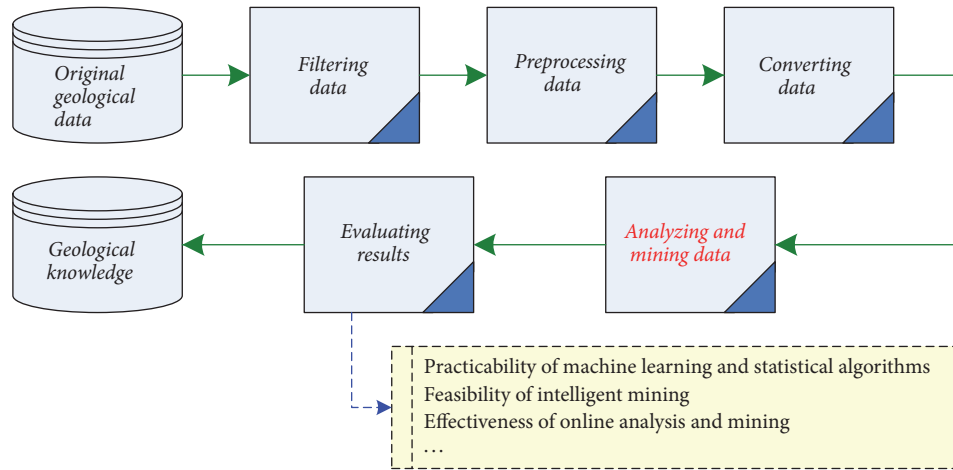 Original
geological
data
Filtering
data
Preprocessing
data
Converting
data
Geological
knowledge
Evaluating
results
Analyzing and
mining data
Practicability of machine learning and statistical algorithms
Feasibility of intelligent mining
Effectiveness of online analysis and mining
…